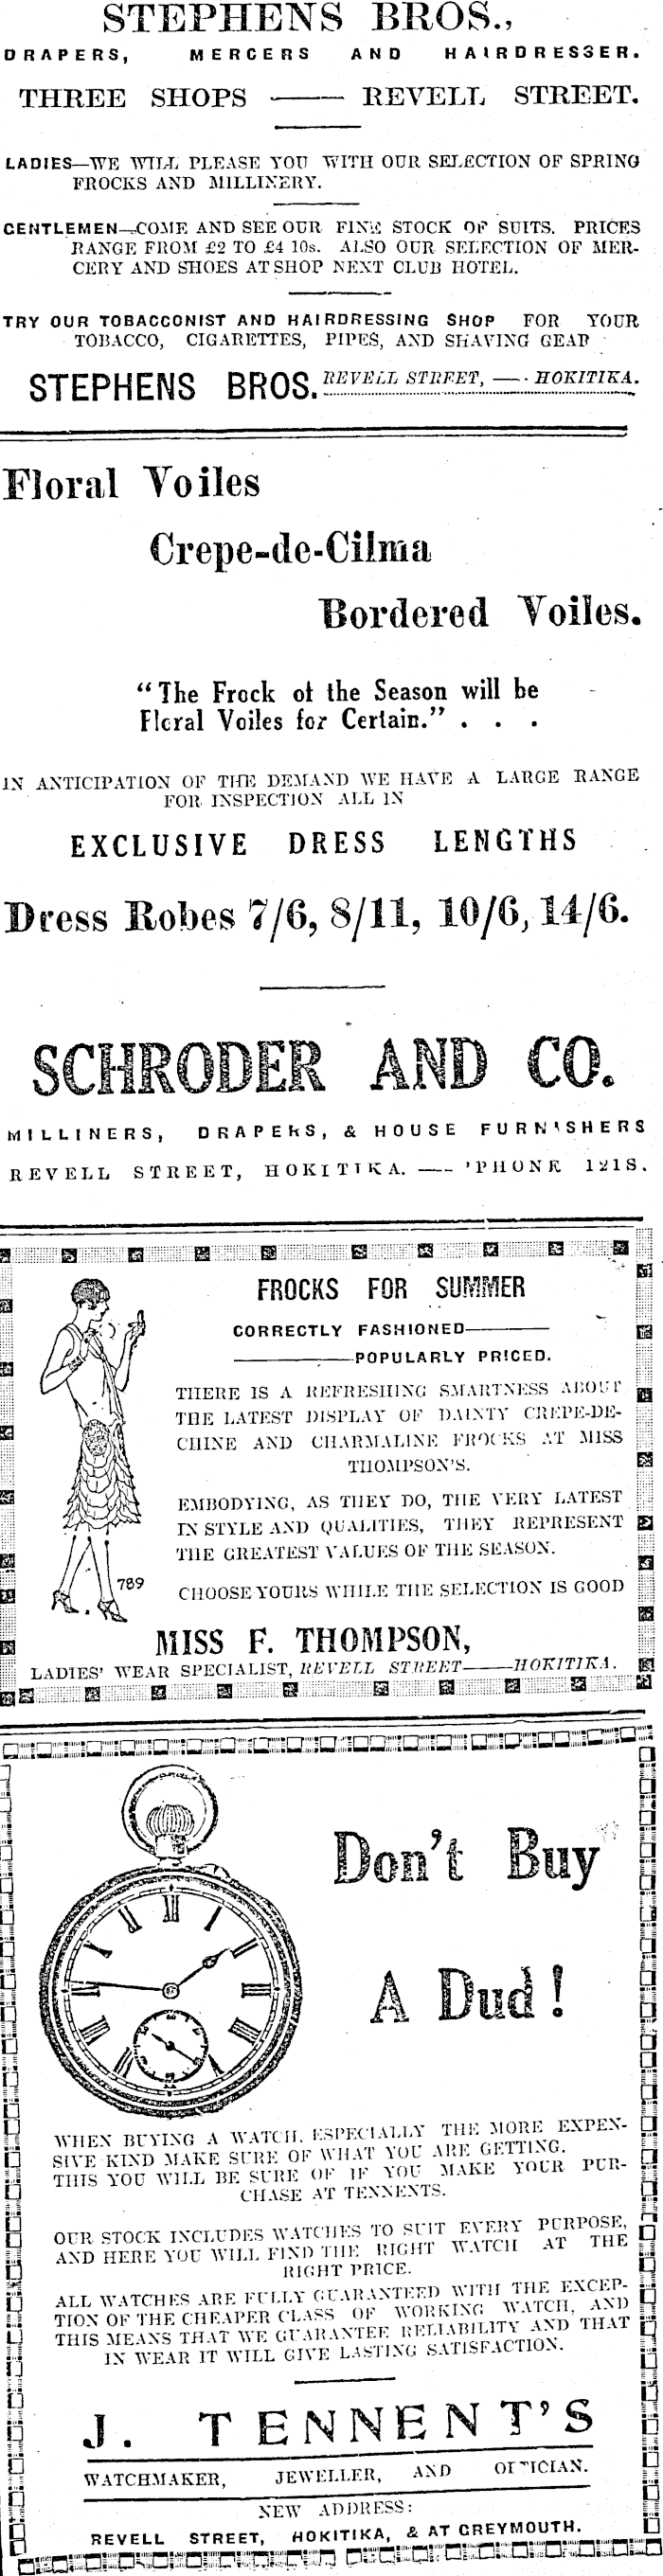 STEPHENS BROS.,
DRAPERS, MERCERS AND HAIRDRESSER.
THREE SHOPS —— REVELL STREET.
LADIES—WE WILL PLEASE YOU WITH OUR SELECTION OF SPRING
FROCKS AND MILLINERY.
GENTLEMEN—COME AND SEE OUR FINE STOCK OF SUITS. PRICES
RANGE FROM £2 TO £4 10s. ALSO OUR SELECTION OF MER-
CERY AND SHOES AT SHOP NEXT CLUB HOTEL.
TRY OUR TOBACCONIST AND HAIRDRESSING SHOP FOR YOUR
TOBACCO, CIGARETTES, PIPES, AND SHAVING GEAR
STEPHENS BROS. REVELL STREET, — HOKITIKA.
Floral Voiles
Crepe-de-Cilma
Bordered Voiles.
"The Frock of the Season will be
Floral Voiles for Certain." . . .
IN ANTICIPATION OF THE DEMAND WE HAVE A LARGE RANGE
FOR INSPECTION ALL IN
EXCLUSIVE DRESS LENGTHS
Dress Robes 7/6, 8/11, 10/6, 14/6.
SCHRODER AND CO.
MILLINERS, DRAPERS, & HOUSE FURNISHERS
REVELL STREET, HOKITIKA. —— 'PHONE 121S.
FROCKS FOR SUMMER
CORRECTLY FASHIONED———
———POPULARLY PRICED.
THERE IS A REFRESHING SMARTNESS ABOUT
THE LATEST DISPLAY OF DAINTY CREPE-DE-
CHINE AND CHARMALINE FROCKS AT MISS
THOMPSON'S.
EMBODYING, AS THEY DO, THE VERY LATEST
IN STYLE AND QUALITIES, THEY REPRESENT
THE GREATEST VALUES OF THE SEASON.
CHOOSE YOURS WHILE THE SELECTION IS GOOD
789
MISS F. THOMPSON,
LADIES' WEAR SPECIALIST, REVELL STREET——HOKITIKA.
Don't Buy
A Dud!
WHEN BUYING A WATCH, ESPECIALLY THE MORE EXPEN-
SIVE KIND MAKE SURE OF WHAT YOU ARE GETTING.
THIS YOU WILL BE SURE OF IF YOU MAKE YOUR PUR-
CHASE AT TENNENTS.
OUR STOCK INCLUDES WATCHES TO SUIT EVERY PURPOSE,
AND HERE YOU WILL FIND THE RIGHT WATCH AT THE
RIGHT PRICE.
ALL WATCHES ARE FULLY GUARANTEED WITH THE EXCEP-
TION OF THE CHEAPER CLASS OF WORKING WATCH, AND
THIS MEANS THAT WE GUARANTEE RELIABILITY AND THAT
IN WEAR IT WILL GIVE LASTING SATISFACTION.
J. TENNENT'S
WATCHMAKER, JEWELLER, AND OPTICIAN.
NEW ADDRESS:
REVELL STREET, HOKITIKA, & AT GREYMOUTH.